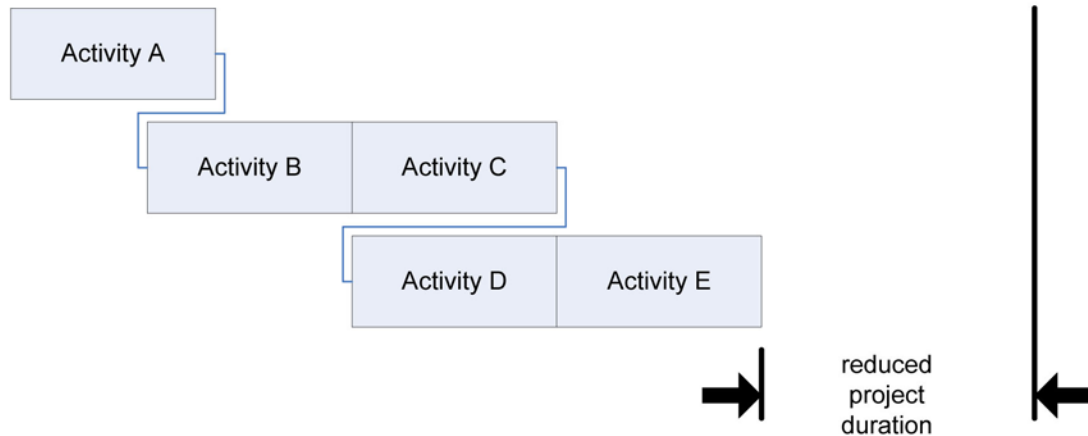 Activity A
Activity B
Activity C
Activity D
Activity E
reduced
project
duration